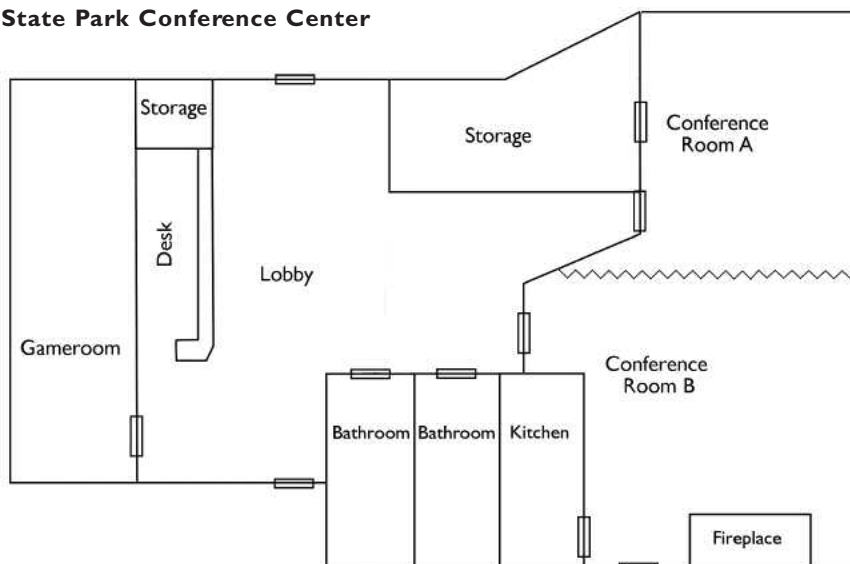 State Park Conference Center
Storage
Storage
Conference
Room A
Desk
Lobby
Gameroom
Conference
Room B
Bathroom
Bathroom
Kitchen
Fireplace